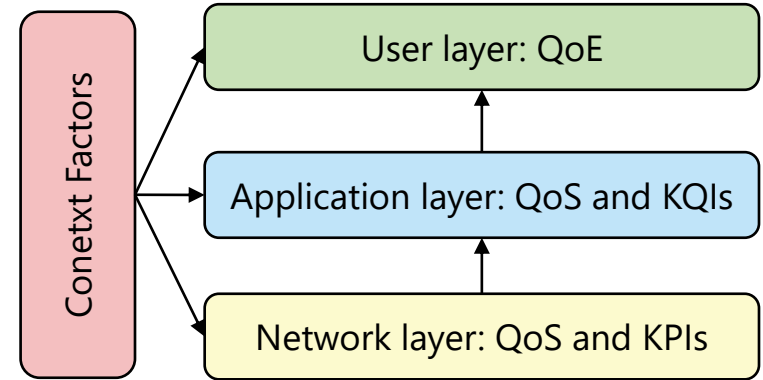 Conetxt Factors
User layer: QoE
Application layer: QoS and KQIs
Network layer: QoS and KPIs